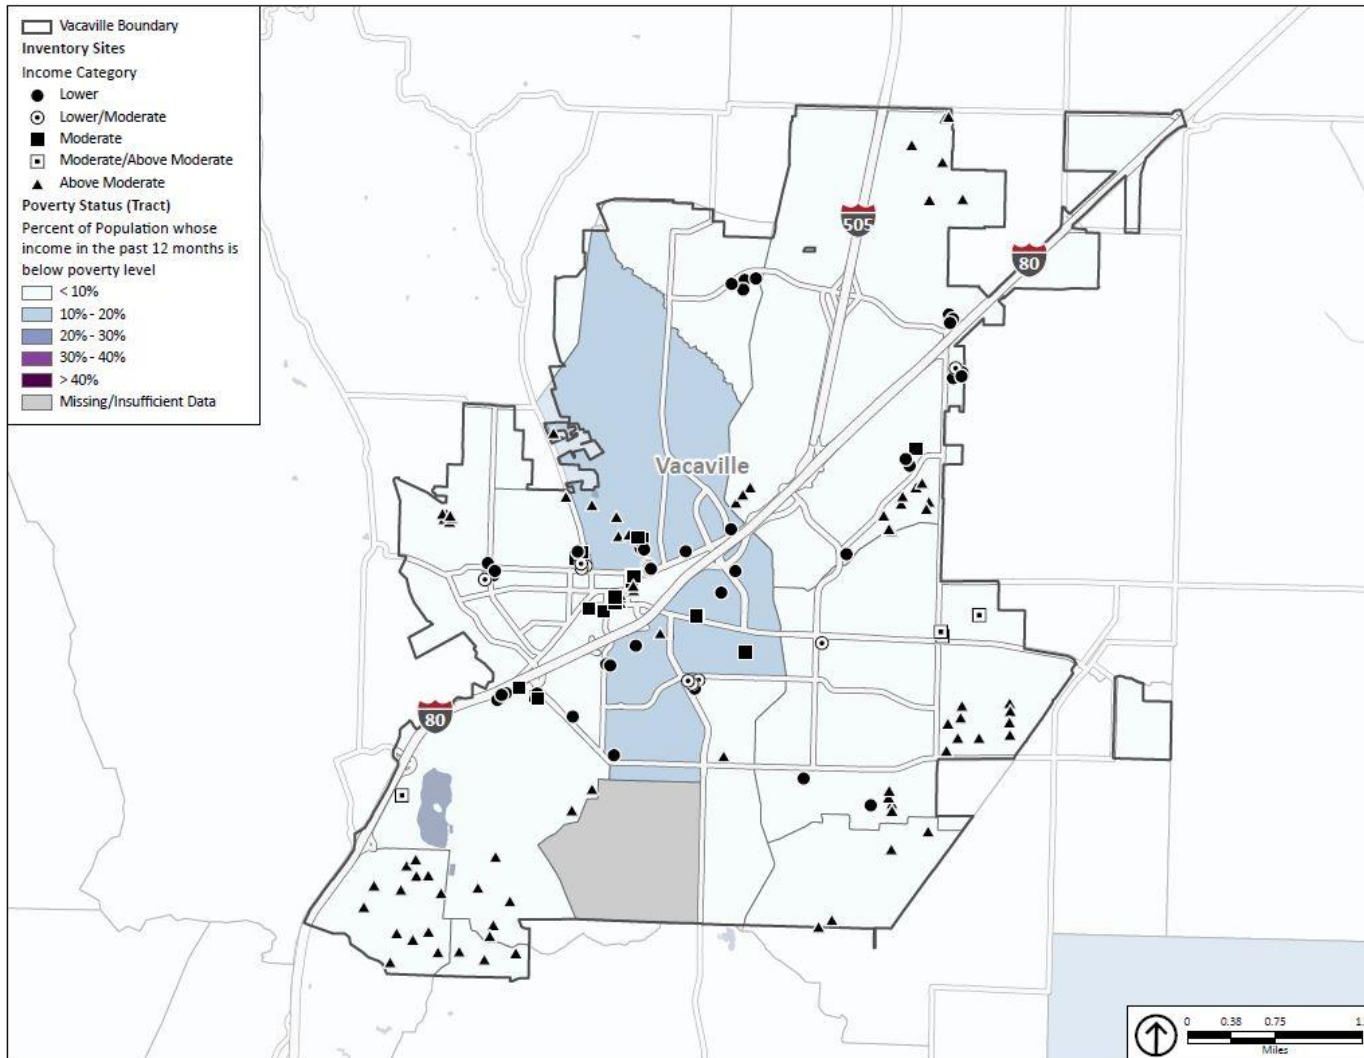 Vacaville Boundary
Inventory Sites
Income Category
Lower
Lower/Moderate
Moderate
Moderate/Above Moderate
Above Moderate
Poverty Status (Tract)
Percent of Population whose
income in the past 12 months is
below poverty level
< 10%
10% - 20%
20% - 30%
30% - 40%
> 40%
Missing/Insufficient Data
505
80
Vacaville
80
0 0.38 0.75
Miles